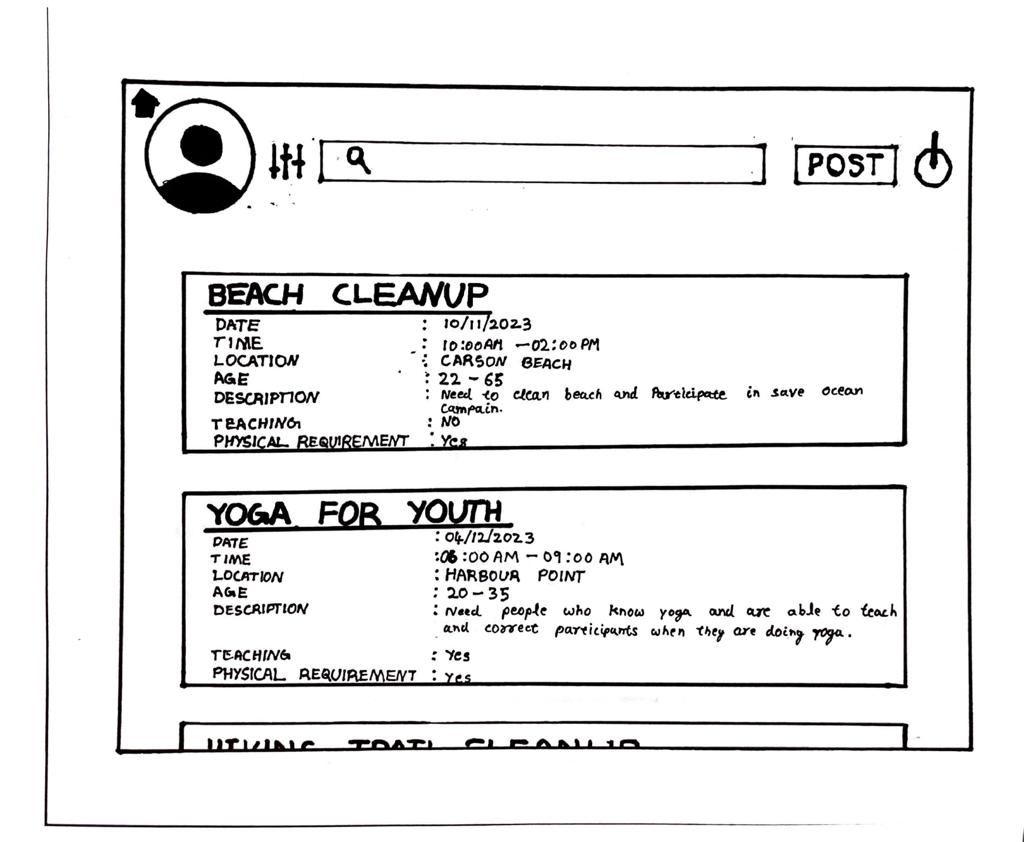 POST
BEACH CLEANUP
DATE : 10/11/2023
TIME : 10:00AM - 02:00PM
LOCATION : CARSON BEACH
AGE : 22 - 65
DESCRIPTION : Need to clean beach and Participate in save ocean
campain.
TEACHING : NO
PHYSICAL REQUIREMENT : Yes
YOGA FOR YOUTH
DATE : 04/12/2023
TIME : 06:00 AM - 09:00 AM
LOCATION : HARBOUR POINT
AGE : 20 - 35
DESCRIPTION : Need people who know yoga and are able to teach
and correct participants when they are doing yoga.
TEACHING : Yes
PHYSICAL REQUIREMENT : Yes
HIKING TRAIL CLEANUP